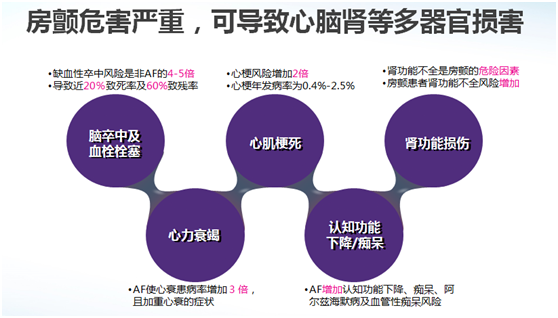 房颤危害严重，可导致心脑肾等多器官损害
•缺血性卒中风险是非AF的4-5倍
•导致近20%致死率及60%致残率
•心梗风险增加2倍
•心梗年发病率为0.4%-2.5%
•肾功能不全是房颤的危险因素
•房颤患者肾功能不全风险增加
脑卒中及
血栓栓塞
心肌梗死
肾功能损伤
心力衰竭
认知功能
下降/痴呆
•AF使心衰患病率增加 3 倍，
且加重心衰的症状
•AF增加认知功能下降、痴呆、阿
尔兹海默病及血管性痴呆风险